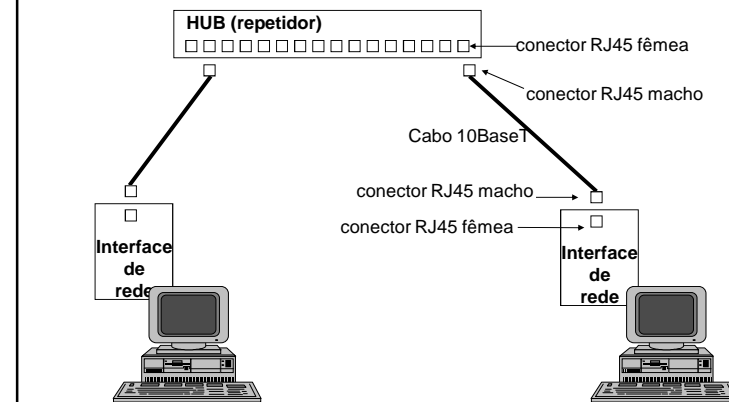 HUB (repetidor)
conector RJ45 fêmea
conector RJ45 macho
Cabo 10BaseT
conector RJ45 macho
conector RJ45 fêmea
Interface
de
rede
Interface
de
rede